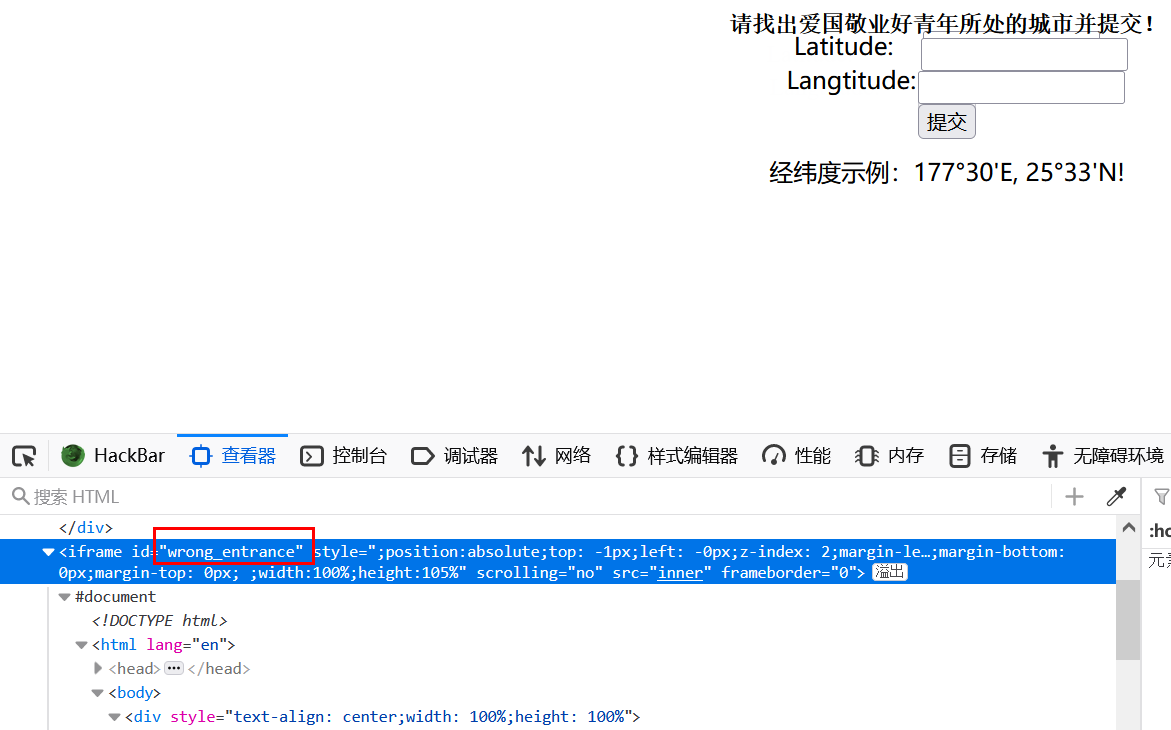 请找出爱国敬业好青年所处的城市并提交！
Latitude:
Langtitude:
提交
经纬度示例：177°30'E, 25°33'N!
HackBar 查看器 控制台 调试器 网络 样式编辑器 性能 内存 存储 无障碍环境
搜索 HTML
</div>
<iframe id="wrong_entrance" style=";position:absolute;top: -1px;left: -0px;z-index: 2;margin-le…;margin-bottom:
0px;margin-top: 0px; ;width:100%;height:105%" scrolling="no" src="inner" frameborder="0"> 溢出
#document
<!DOCTYPE html>
<html lang="en">
<head>…</head>
<body>
<div style="text-align: center;width: 100%;height: 100%">